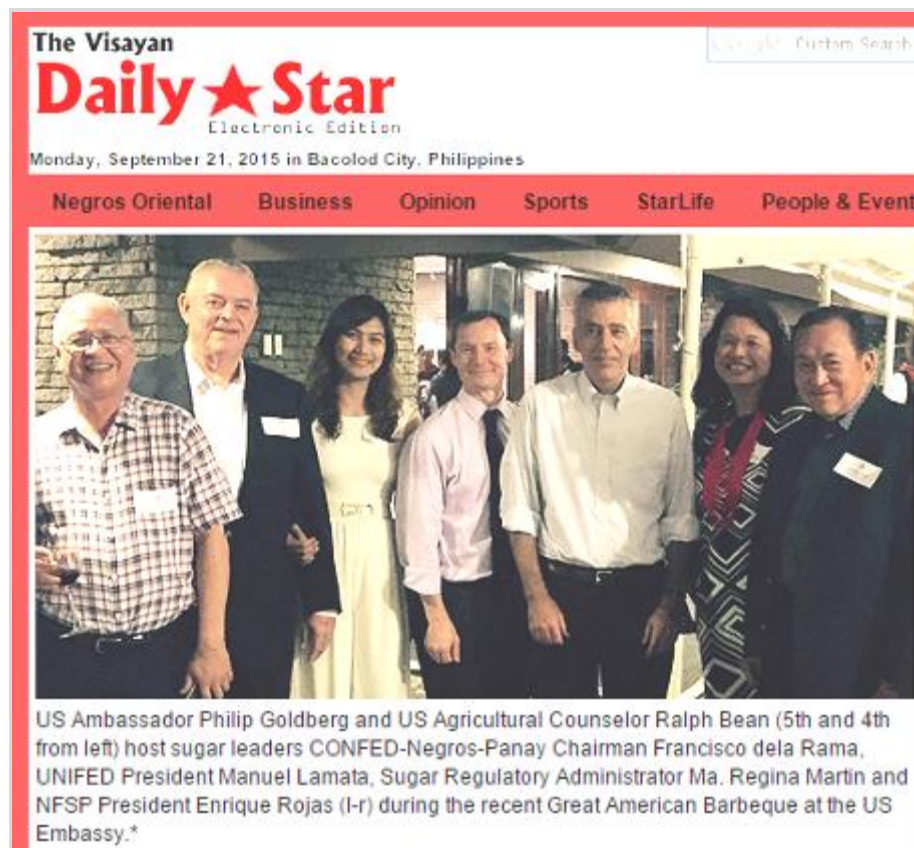 The Visayan
Daily Star
Electronic Edition
Custom Search
Monday, September 21, 2015 in Bacolod City, Philippines
Negros Oriental Business Opinion Sports StarLife People & Event
US Ambassador Philip Goldberg and US Agricultural Counselor Ralph Bean (5th and 4th
from left) host sugar leaders CONFED-Negros-Panay Chairman Francisco dela Rama,
UNIFED President Manuel Lamata, Sugar Regulatory Administrator Ma. Regina Martin and
NFSP President Enrique Rojas (l-r) during the recent Great American Barbeque at the US
Embassy.*